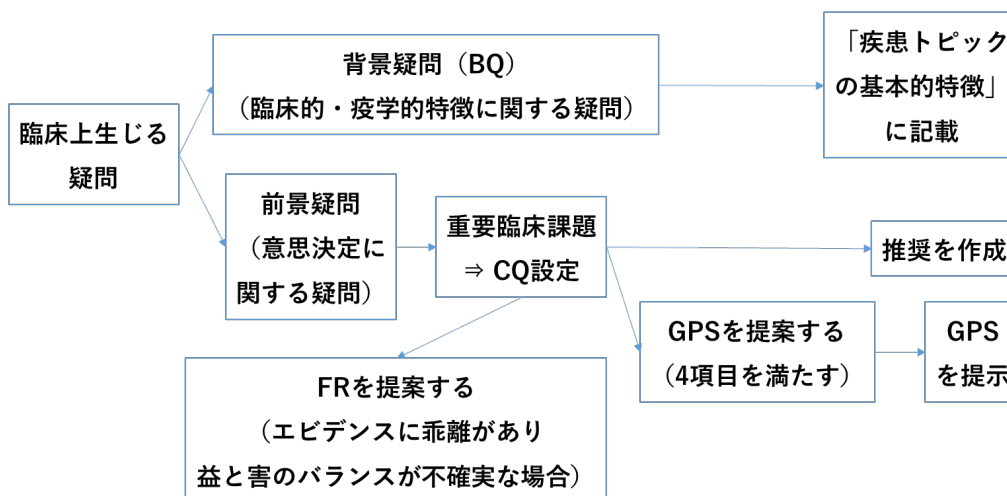 臨床上生じる
疑問
背景疑問（BQ）
（臨床的・疫学的特徴に関する疑問）
「疾患トピック
の基本的特徴」
に記載
前景疑問
（意思決定に
関する疑問）
重要臨床課題
⇒ CQ設定
推奨を作成
GPSを提案する
（4項目を満たす）
GPS
を提示
FRを提案する
（エビデンスに乖離があり
益と害のバランスが不確実な場合）